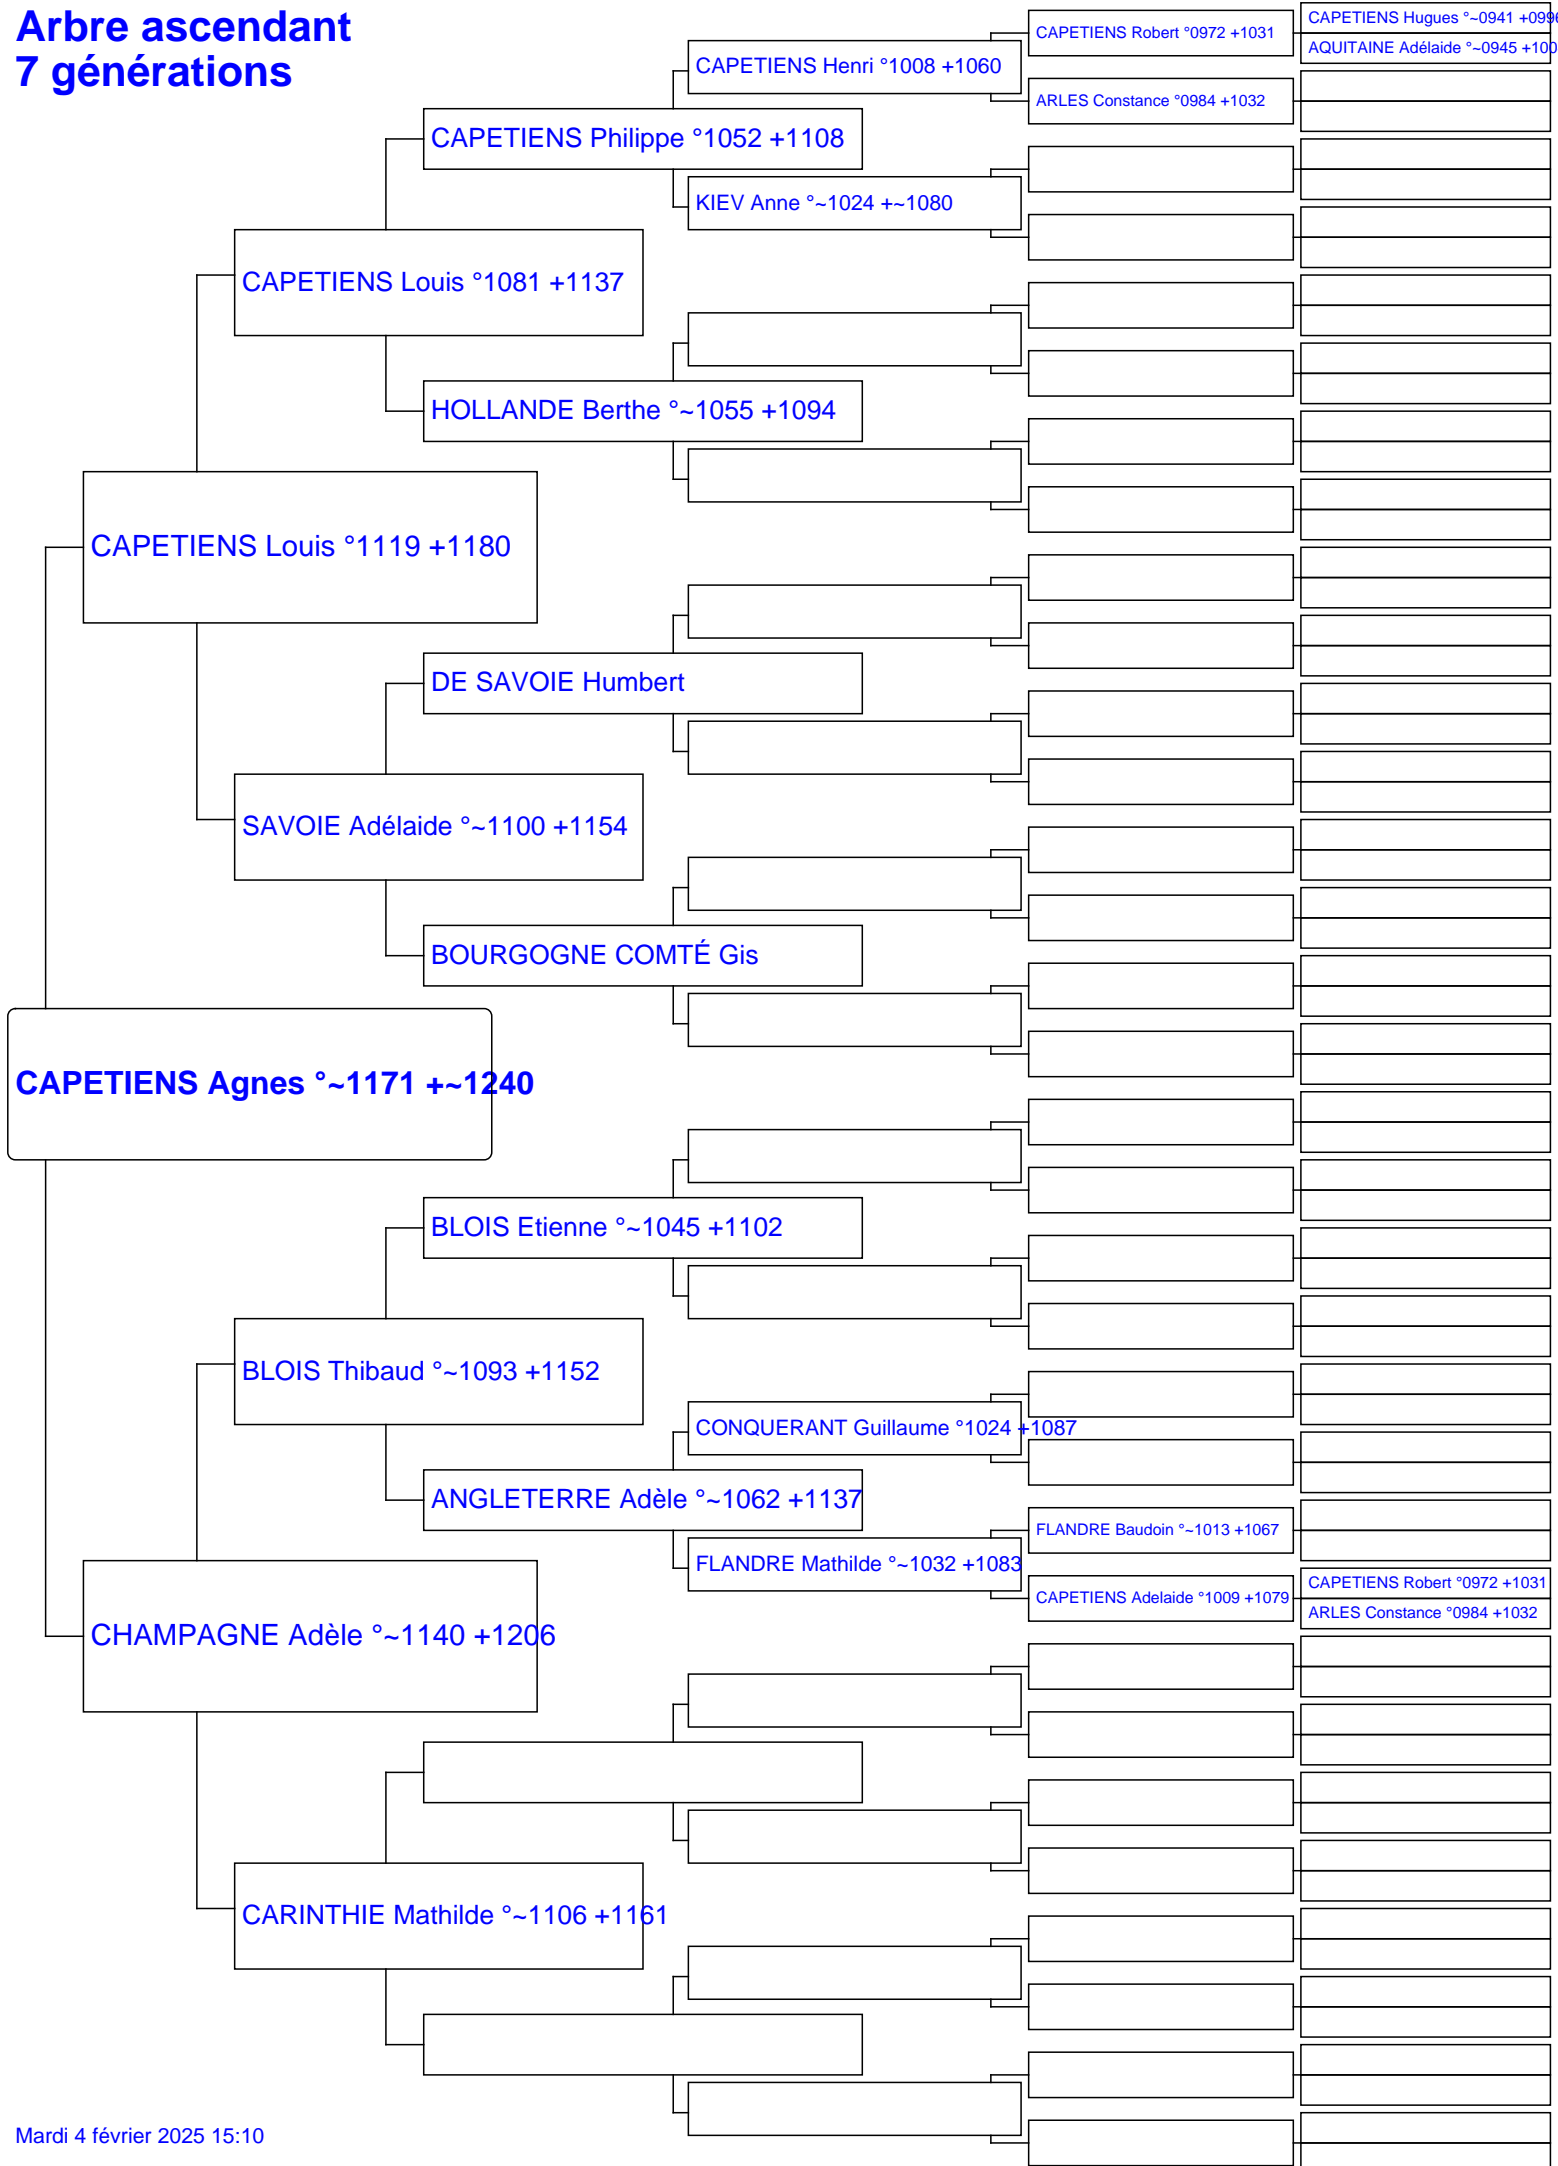 Arbre ascendant
7 générations
CAPETIENS Hugues °~0941 +0996
CAPETIENS Robert °0972 +1031
AQUITAINE Adélaide °~0945 +100
CAPETIENS Henri °1008 +1060
ARLES Constance °0984 +1032
CAPETIENS Philippe °1052 +1108
KIEV Anne °~1024 +~1080
CAPETIENS Louis °1081 +1137
HOLLANDE Berthe °~1055 +1094
CAPETIENS Louis °1119 +1180
DE SAVOIE Humbert
SAVOIE Adélaide °~1100 +1154
BOURGOGNE COMTÉ Gis
CAPETIENS Agnes °~1171 +~1240
BLOIS Etienne °~1045 +1102
BLOIS Thibaud °~1093 +1152
CONQUERANT Guillaume °1024 +1087
ANGLETERRE Adèle °~1062 +1137
FLANDRE Baudoin °~1013 +1067
FLANDRE Mathilde °~1032 +1083
CAPETIENS Robert °0972 +1031
CAPETIENS Adelaide °1009 +1079
ARLES Constance °0984 +1032
CHAMPAGNE Adèle °~1140 +1206
CARINTHIE Mathilde °~1106 +1161
Mardi 4 février 2025 15:10